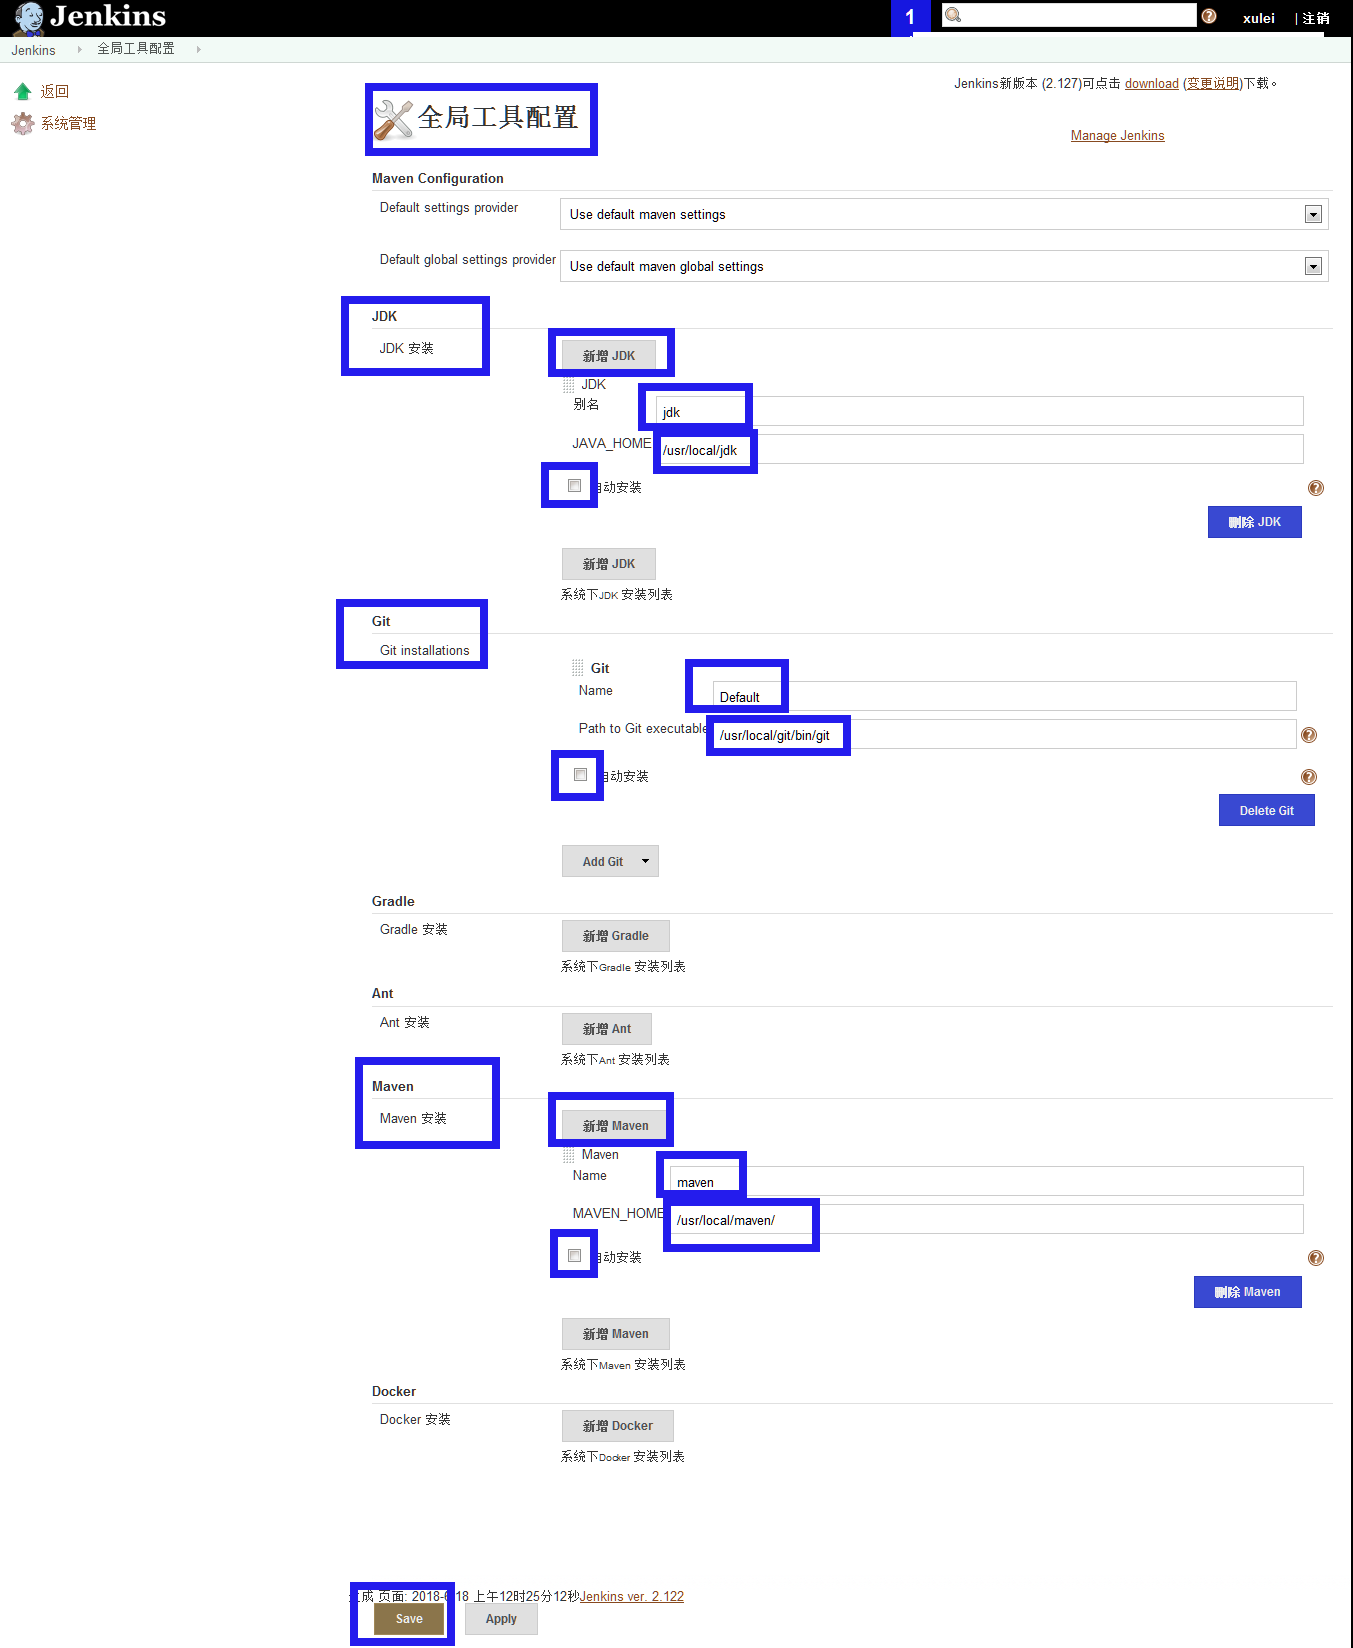 Jenkins
1
xulei
| 注销
Jenkins
全局工具配置
返回
系统管理
Jenkins新版本 (2.127)可点击 download (变更说明)下载。
Manage Jenkins
全局工具配置
Maven Configuration
Default settings provider
Use default maven settings
Default global settings provider
Use default maven global settings
JDK
JDK 安装
新增 JDK
JDK
别名
jdk
JAVA_HOME
/usr/local/jdk
自动安装
删除 JDK
新增 JDK
系统下JDK 安装列表
Git
Git installations
Git
Name
Default
Path to Git executable
/usr/local/git/bin/git
自动安装
Delete Git
Add Git
Gradle
Gradle 安装
新增 Gradle
系统下Gradle 安装列表
Ant
Ant 安装
新增 Ant
系统下Ant 安装列表
Maven
Maven 安装
新增 Maven
Maven
Name
maven
MAVEN_HOME
/usr/local/maven/
自动安装
删除 Maven
新增 Maven
系统下Maven 安装列表
Docker
Docker 安装
新增 Docker
系统下Docker 安装列表
生成 页面: 2018-6-18 上午12时25分12秒Jenkins ver. 2.122
Save
Apply